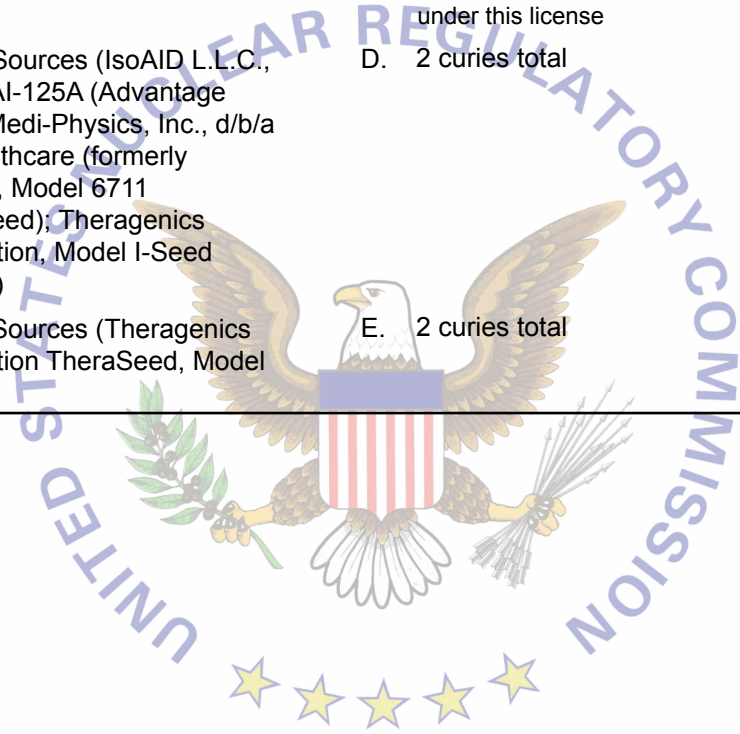 under this license
Sources (IsoAID L.L.C.,
D. 2 curies total
AI-125A (Advantage
Medi-Physics, Inc., d/b/a
thcare (formerly
, Model 6711
eed); Theragenics
tion, Model I-Seed
)
Sources (Theragenics
E. 2 curies total
tion TheraSeed, Model
UNITED STATES NUCLEAR REGULATORY COMMISSION